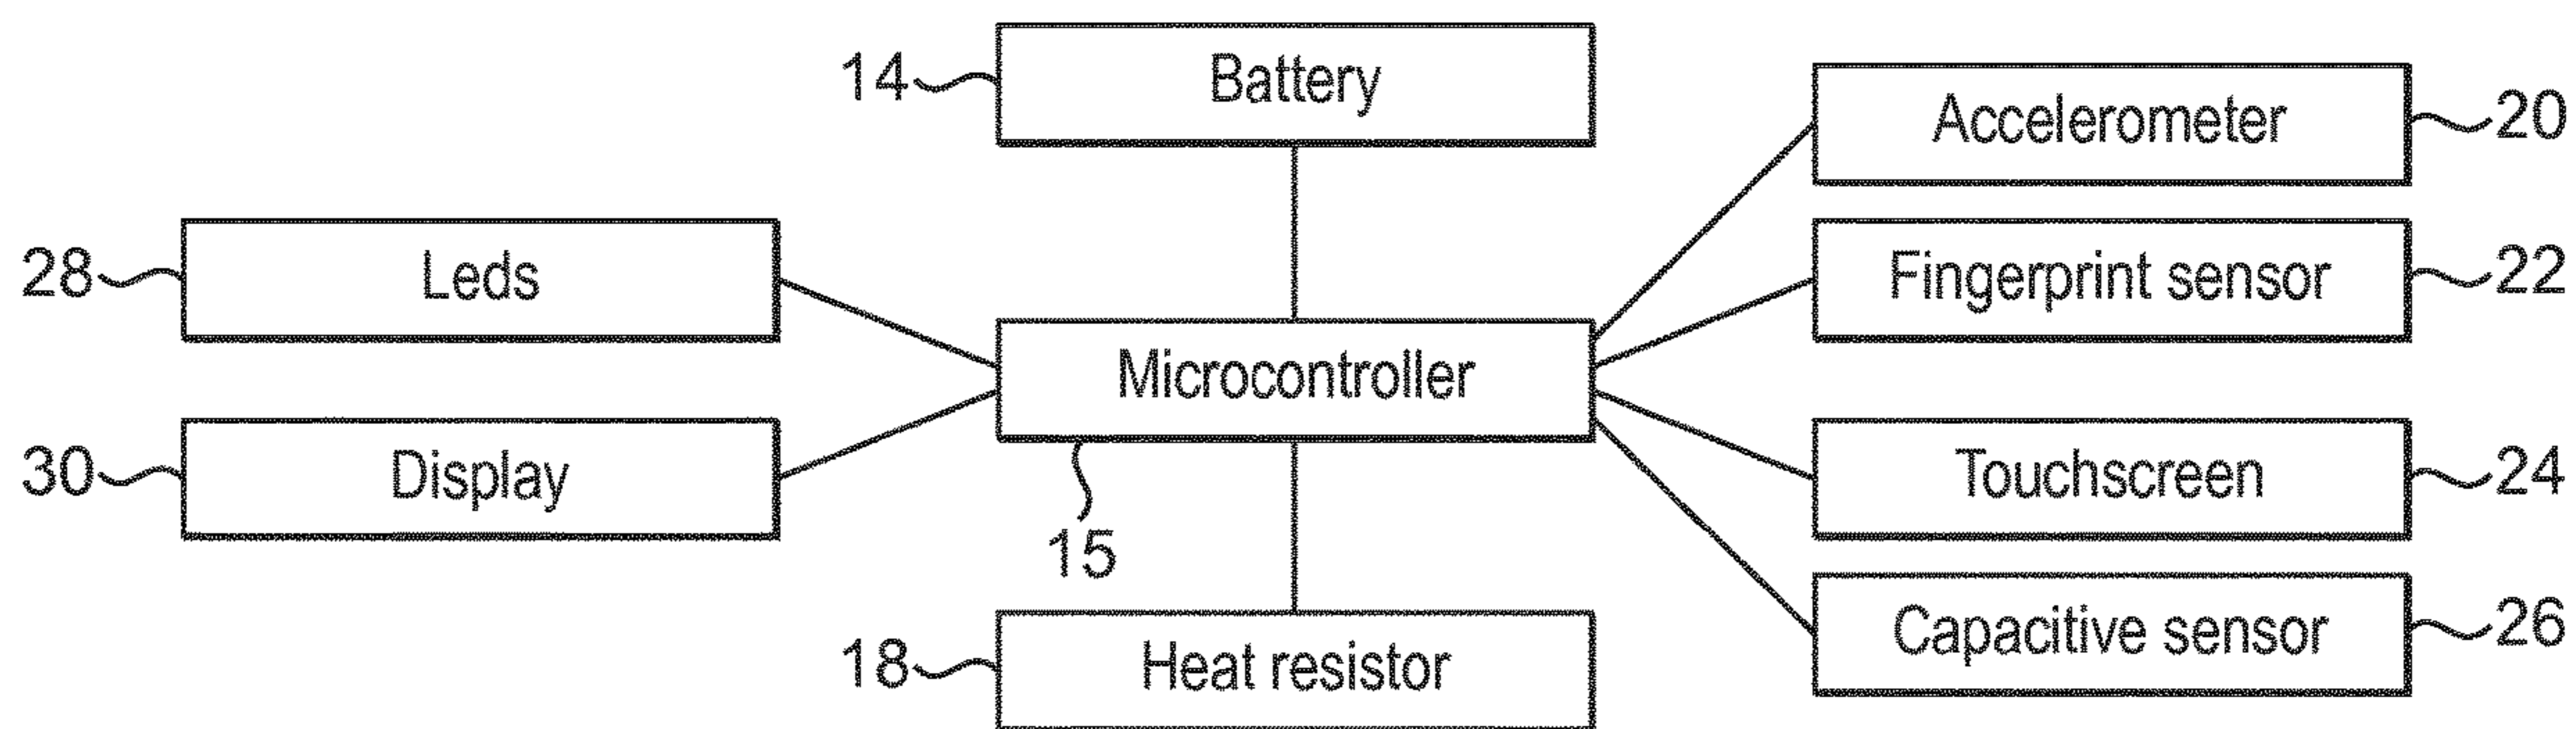 14 Battery
Accelerometer 20
28 Leds
Fingerprint sensor 22
Microcontroller
15
30 Display
Touchscreen 24
18 Heat resistor
Capacitive sensor 26